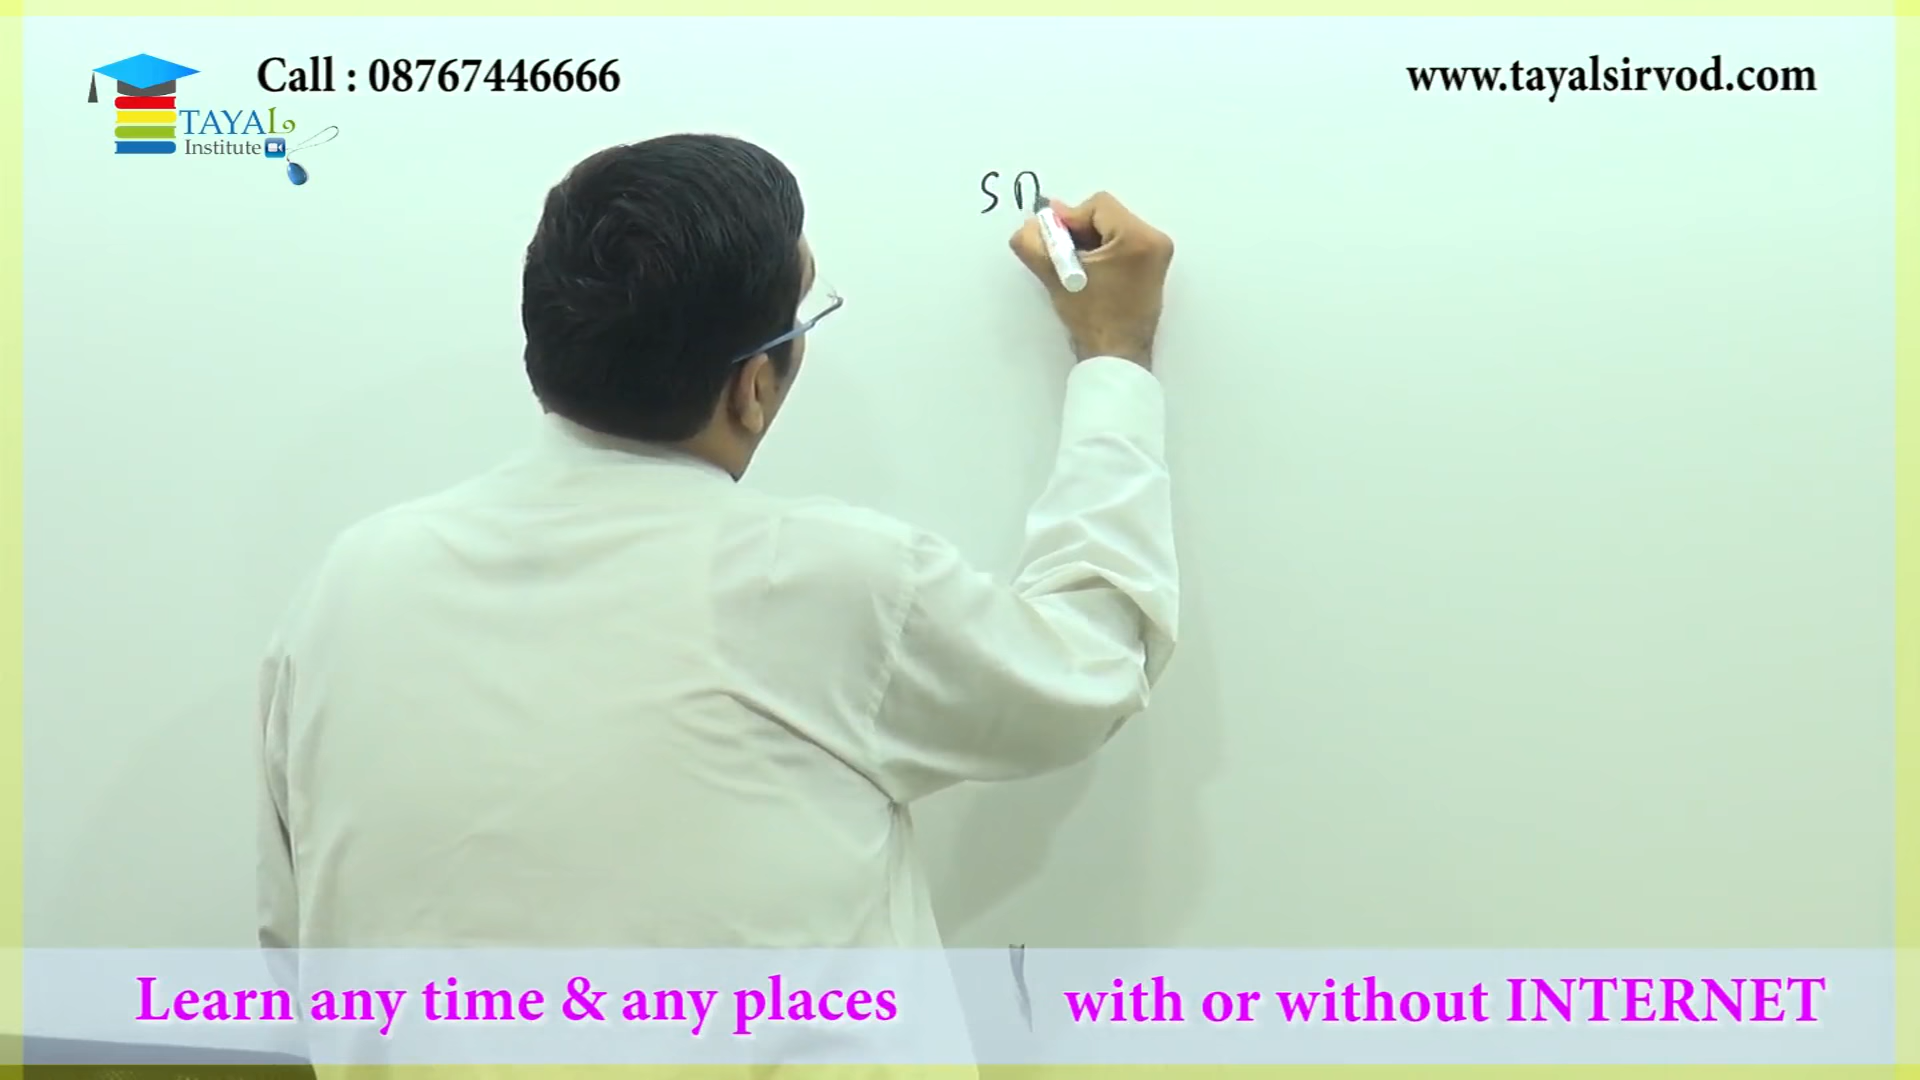 Call : 08767446666
www.tayalsirvod.com
TAYAL
Institute
S
Learn any time & any places with or without INTERNET